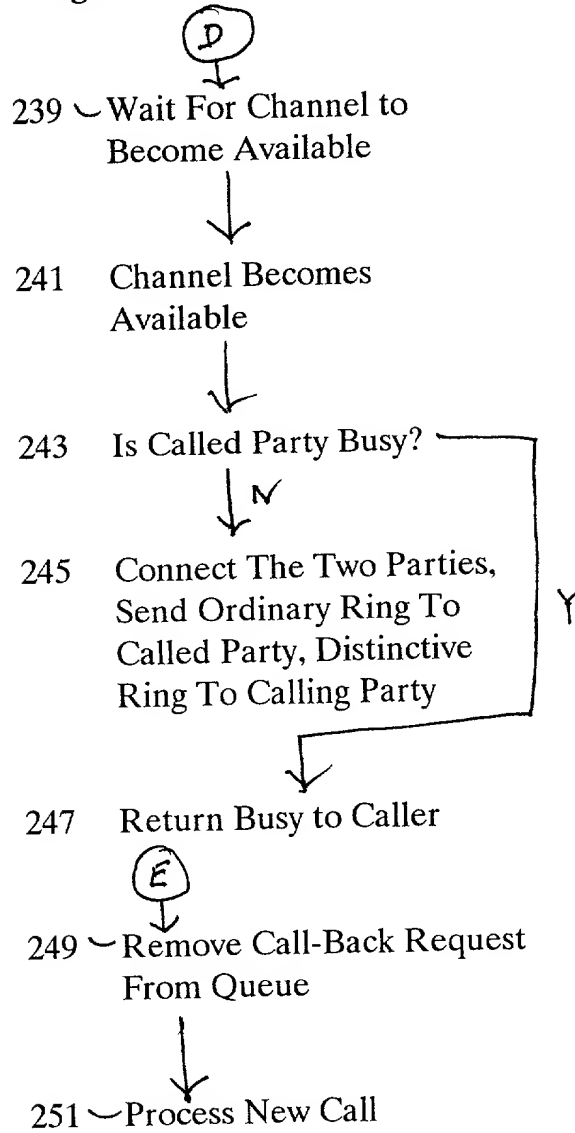 D
239 Wait For Channel to
Become Available
241 Channel Becomes
Available
243 Is Called Party Busy?
N
245 Connect The Two Parties,
Send Ordinary Ring To
Called Party, Distinctive
Ring To Calling Party
Y
247 Return Busy to Caller
E
249 Remove Call-Back Request
From Queue
251 Process New Call